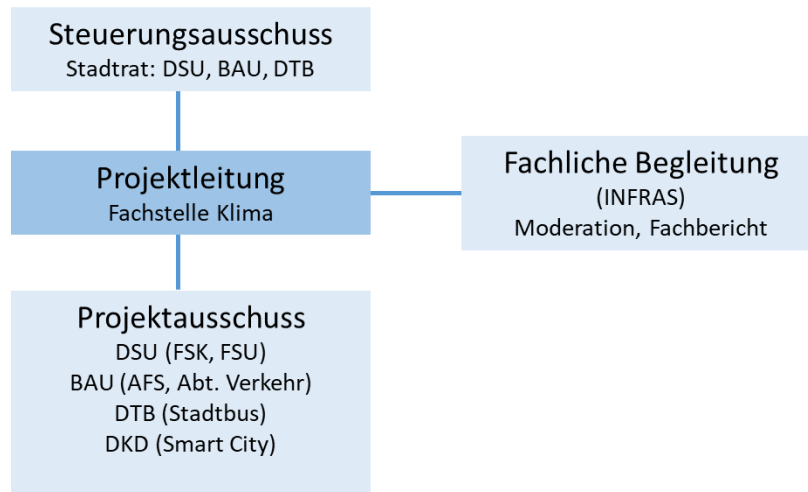 Steuerungsausschuss
Stadtrat: DSU, BAU, DTB
Projektleitung
Fachstelle Klima
Fachliche Begleitung
(INFRAS)
Moderation, Fachbericht
Projektausschuss
DSU (FSK, FSU)
BAU (AFS, Abt. Verkehr)
DTB (Stadtbus)
DKD (Smart City)